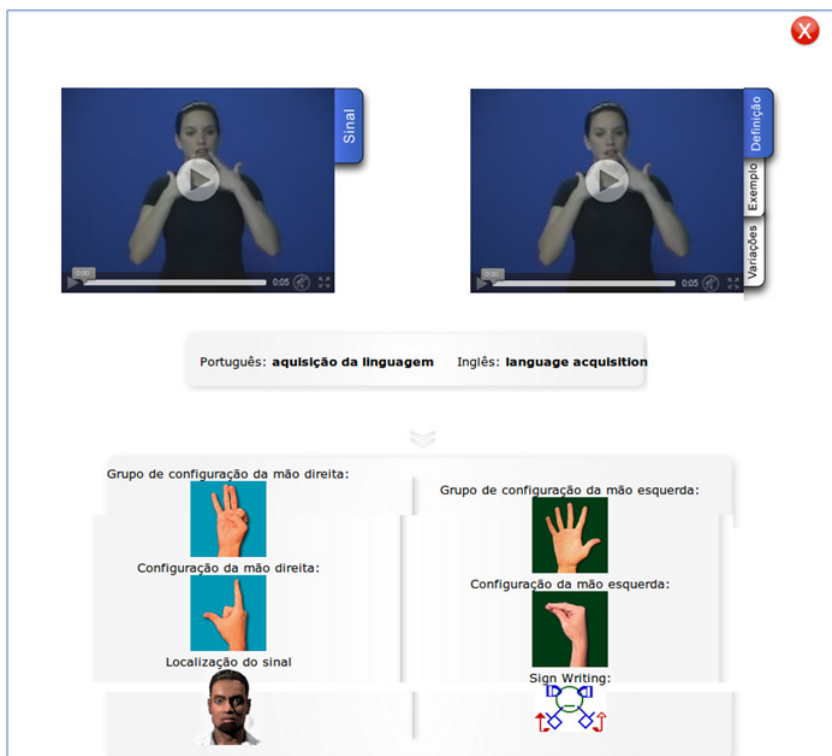 X
Sinal
Definição
Exemplo
Variações
0:00
0:05
0:00
0:05
Português: aquisição da linguagem Inglês: language acquisition
Grupo de configuração da mão direita:
Grupo de configuração da mão esquerda:
Configuração da mão direita:
Configuração da mão esquerda:
Localização do sinal
Sign Writing: